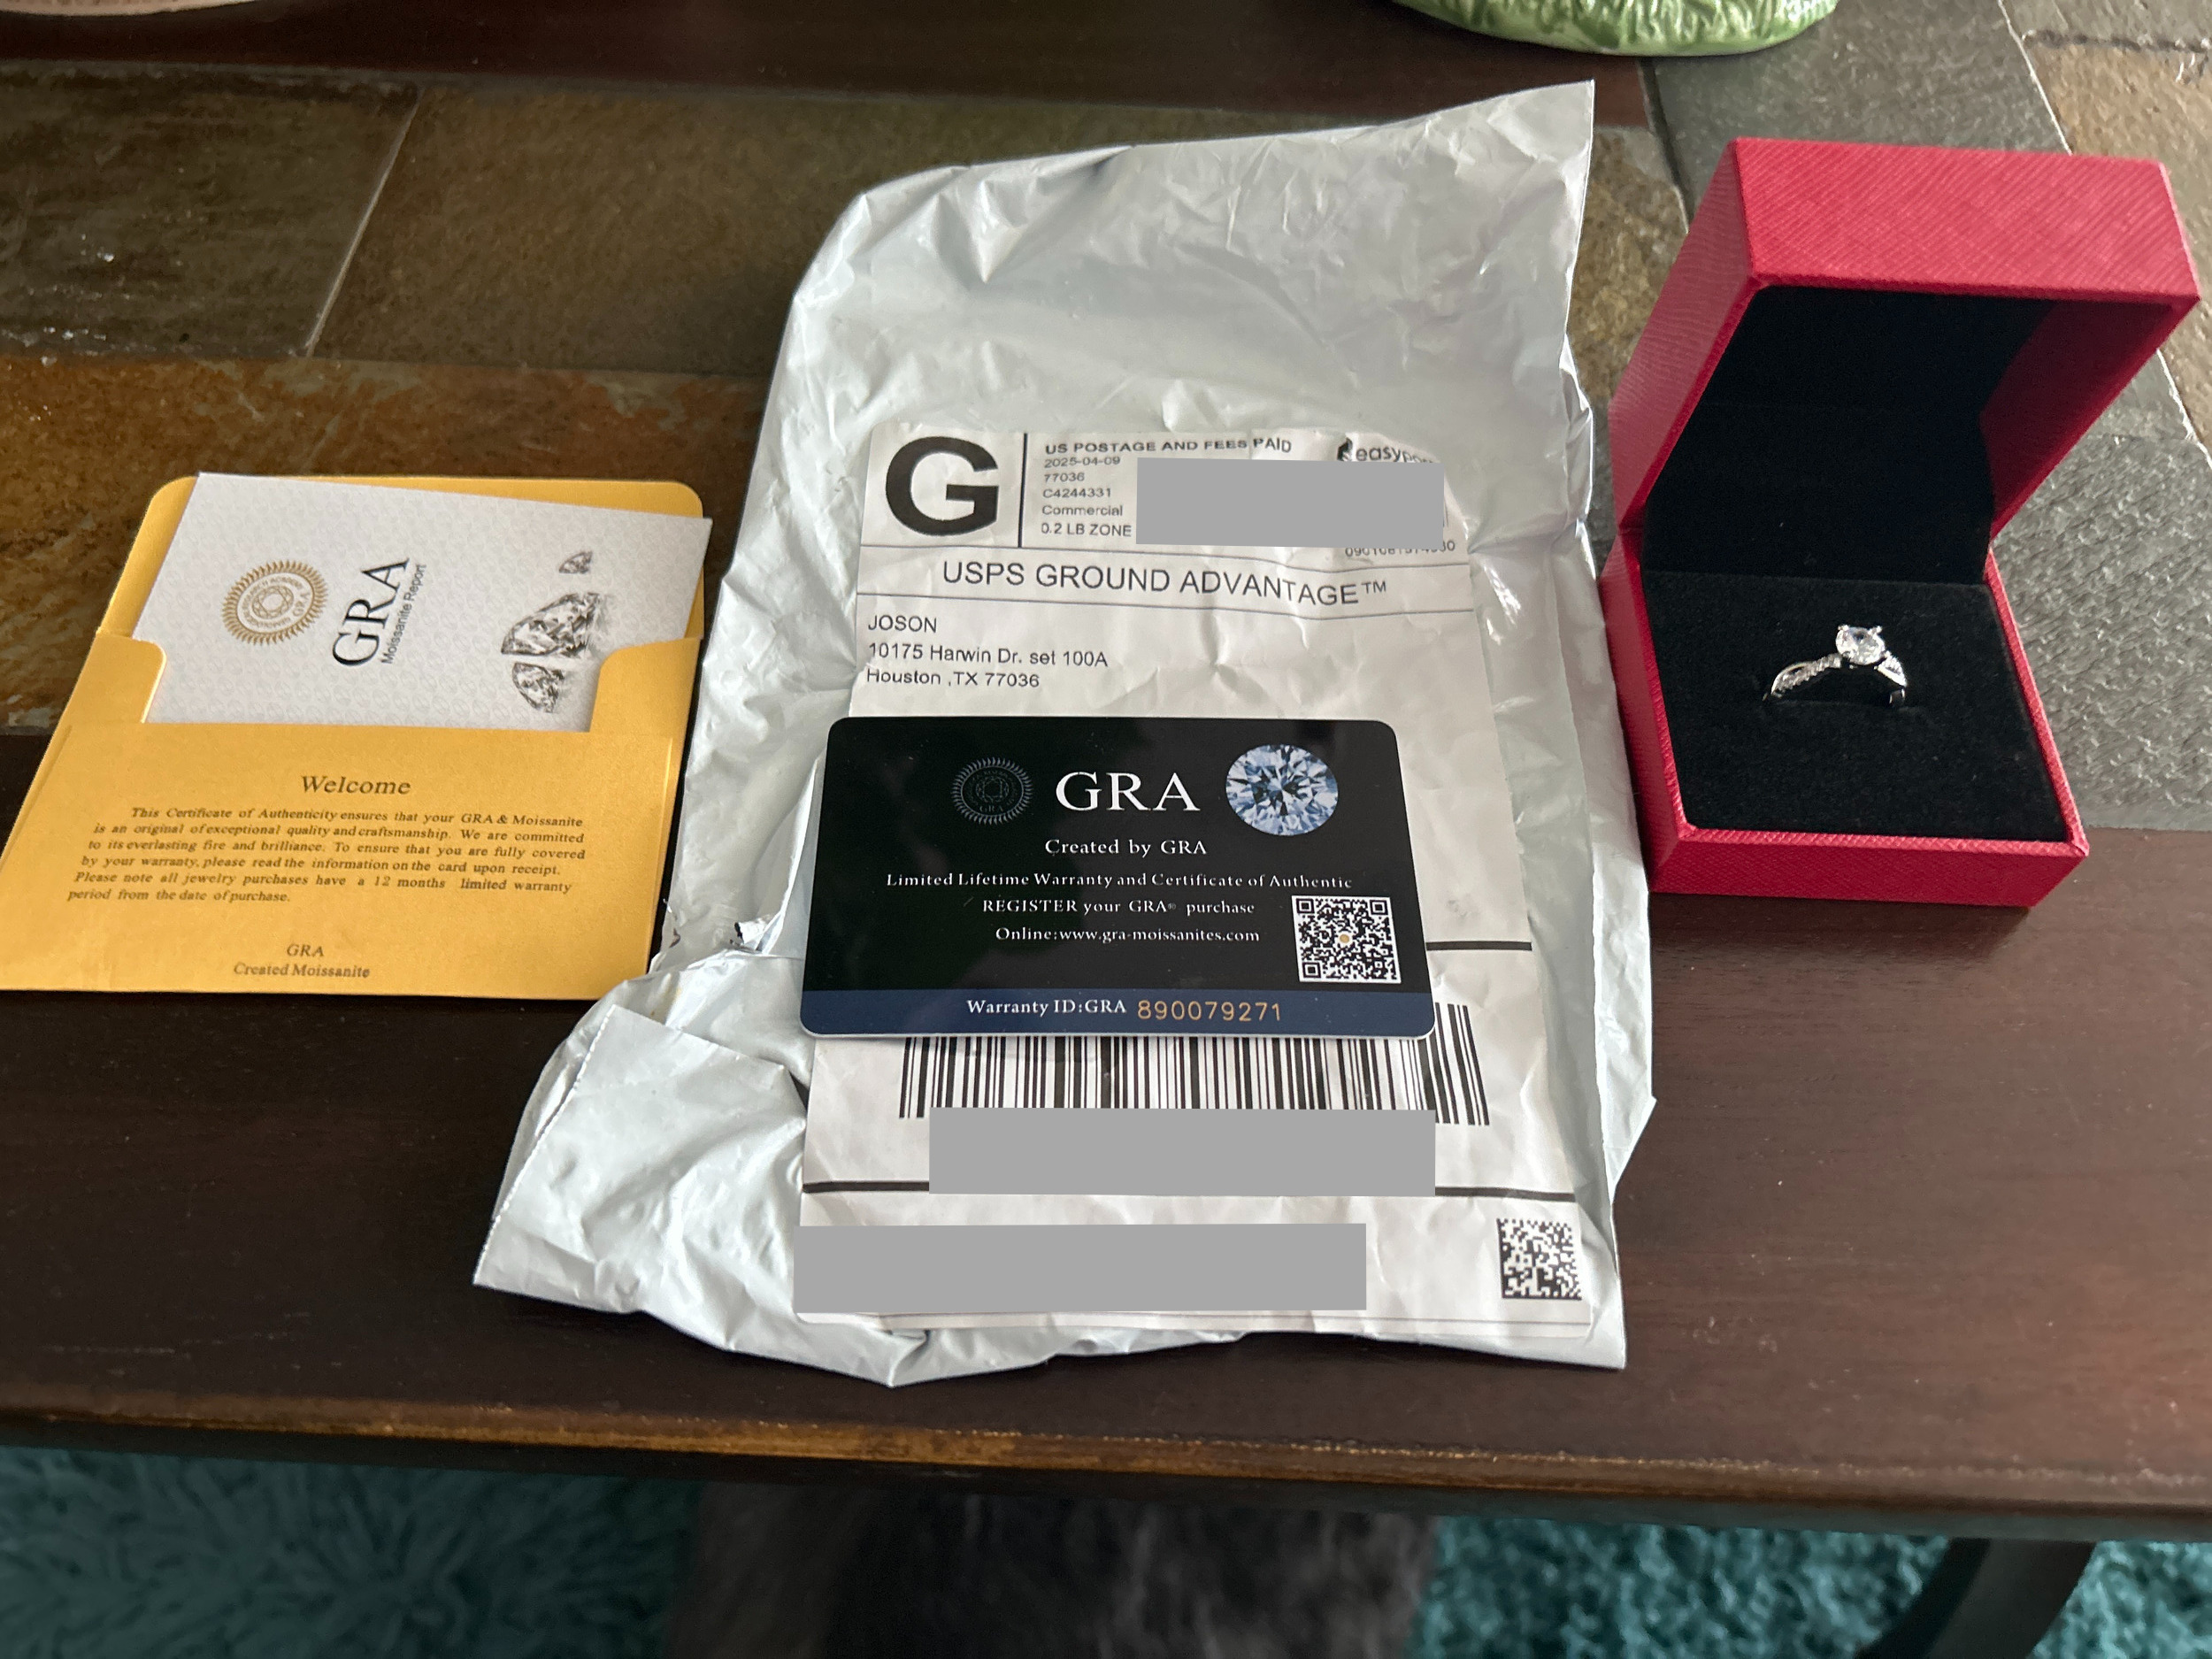 GRA
Moissanite Report
Welcome
This Certificate of Authenticity ensures that your GRA & Moissanite
is an original of exceptional quality and craftsmanship. We are committed
to its everlasting fire and brilliance. To ensure that you are fully covered
by your warranty, please read the information on the card upon receipt.
Please note all jewelry purchases have a 12 months limited warranty
period from the date of purchase.
GRA
Created Moissanite
G
US POSTAGE AND FEES PAID
2025-04-09
77036
C4244331
Commercial
0.2 LB ZONE
USPS GROUND ADVANTAGE™
JOSON
10175 Harwin Dr. set 100A
Houston ,TX 77036
GRA
GRA
Created by GRA
Limited Lifetime Warranty and Certificate of Authentic
REGISTER your GRA® purchase
Online:www.gra-moissanites.com
Warranty ID:GRA 890079271